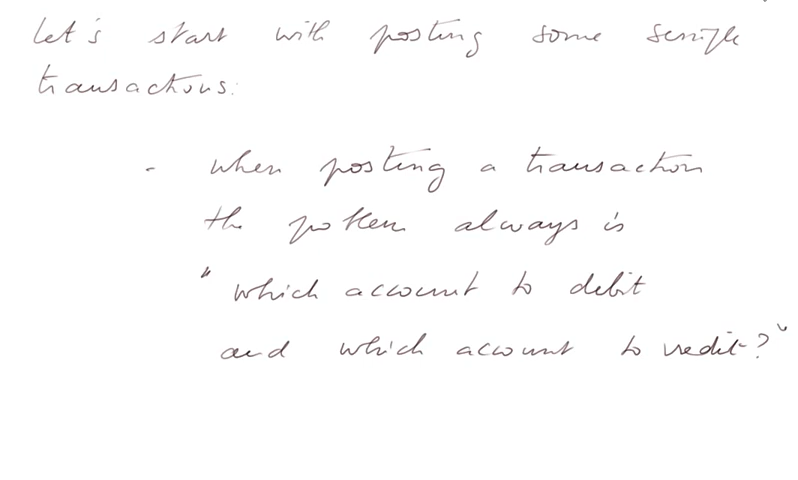 Let's start with posting some simple
transactions:
- when posting a transaction
the problem always is
"which account to debit
and which account to credit?"